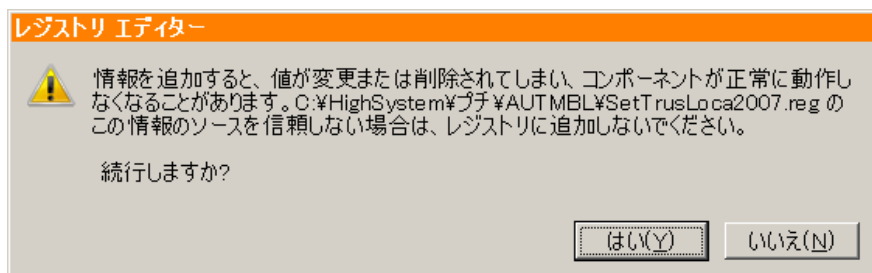 レジストリ エディター
情報を追加すると、値が変更または削除されてしまい、コンポーネントが正常に動作し
なくなることがあります。C:¥HighSystem¥プチ¥AUTMBL¥SetTrusLoca2007.reg の
この情報のソースを信頼しない場合は、レジストリに追加しないでください。
続行しますか?
はい(Y) いいえ(N)